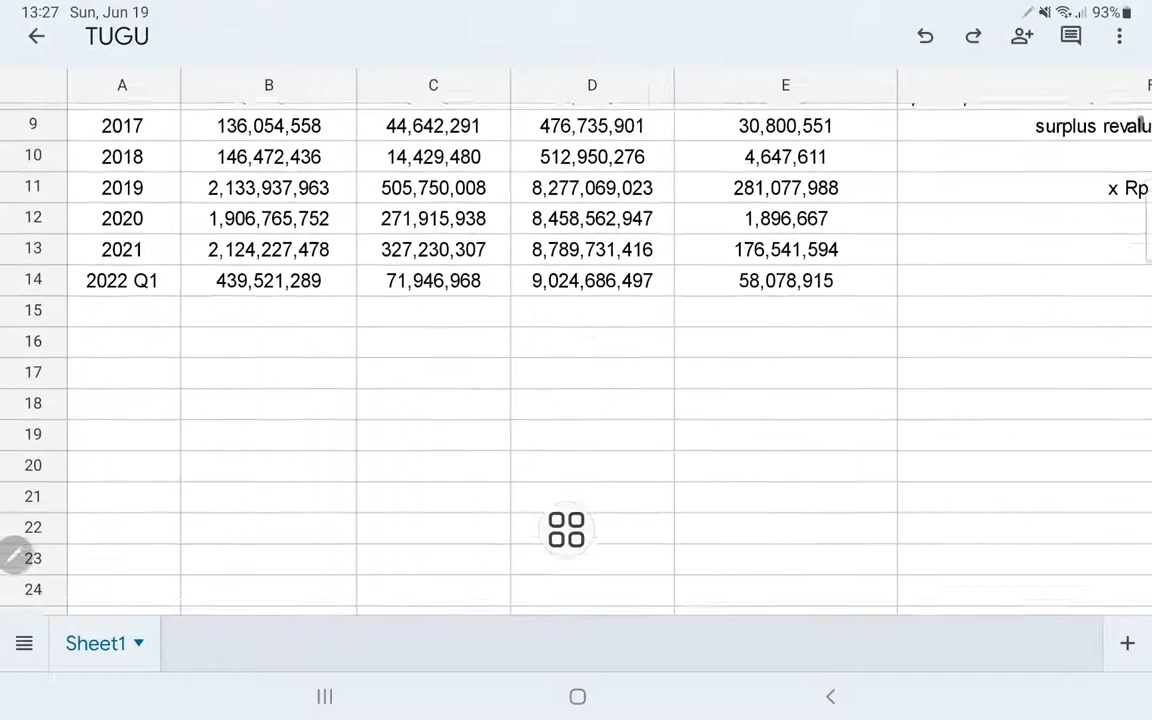 13:27 Sun, Jun 19 93%
TUGU
A B C D E F
9 2017 136,054,558 44,642,291 476,735,901 30,800,551 surplus revalu
10 2018 146,472,436 14,429,480 512,950,276 4,647,611
11 2019 2,133,937,963 505,750,008 8,277,069,023 281,077,988 x Rp
12 2020 1,906,765,752 271,915,938 8,458,562,947 1,896,667
13 2021 2,124,227,478 327,230,307 8,789,731,416 176,541,594
14 2022 Q1 439,521,289 71,946,968 9,024,686,497 58,078,915
15
16
17
18
19
20
21
22
23
24
Sheet1